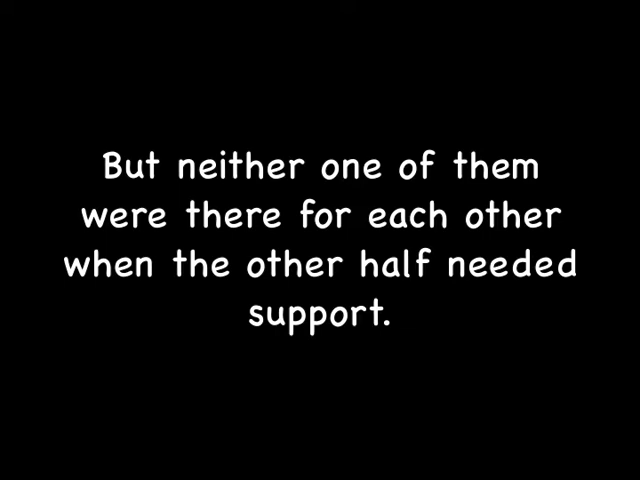 But neither one of them
were there for each other
when the other half needed
support.